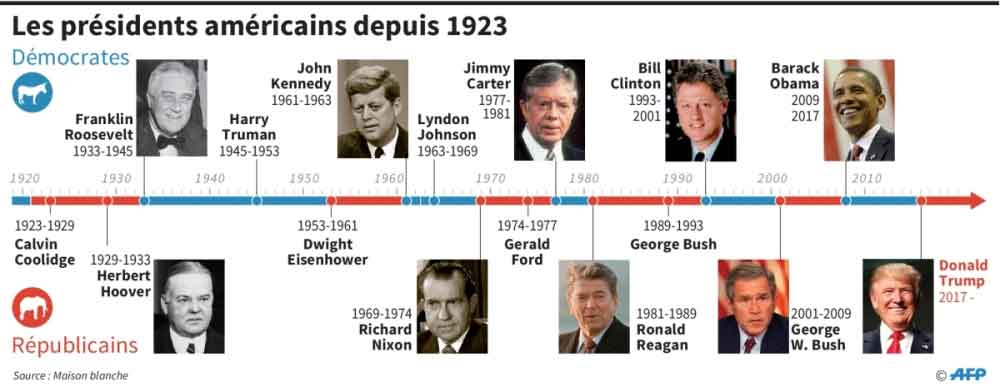 Les présidents américains depuis 1923
Démocrates
Franklin
Roosevelt
1933-1945
Harry
Truman
1945-1953
John
Kennedy
1961-1963
Lyndon
Johnson
1963-1969
Jimmy
Carter
1977-
1981
Bill
Clinton
1993-
2001
Barack
Obama
2009
2017
1920 1930 1940 1950 1960 1970 1980 1990 2000 2010
1923-1929
Calvin
Coolidge
1929-1933
Herbert
Hoover
1953-1961
Dwight
Eisenhower
1969-1974
Richard
Nixon
1974-1977
Gerald
Ford
1981-1989
Ronald
Reagan
1989-1993
George Bush
2001-2009
George
W. Bush
Donald
Trump
2017 -
Républicains
Source : Maison blanche
© AFP